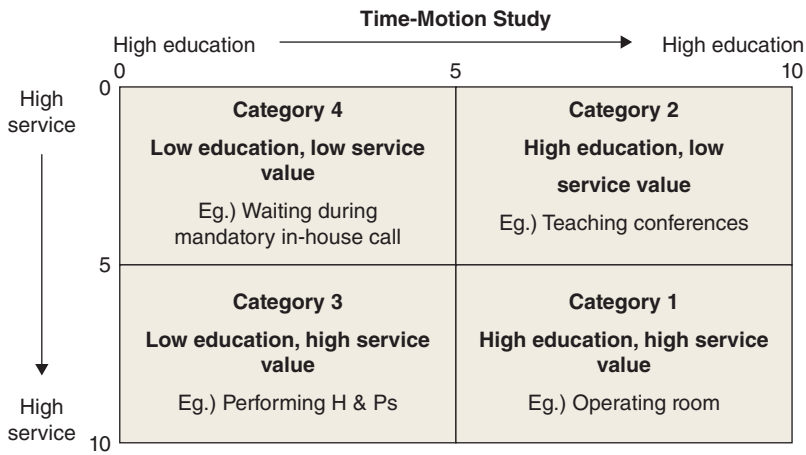 Time-Motion Study
High education
High education
0
5
10
0
High
service
Category 4
Low education, low service
value
Eg.) Waiting during
mandatory in-house call
Category 2
High education, low
service value
Eg.) Teaching conferences
5
Category 3
Low education, high service
value
Eg.) Performing H & Ps
Category 1
High education, high service
value
Eg.) Operating room
High
service
10